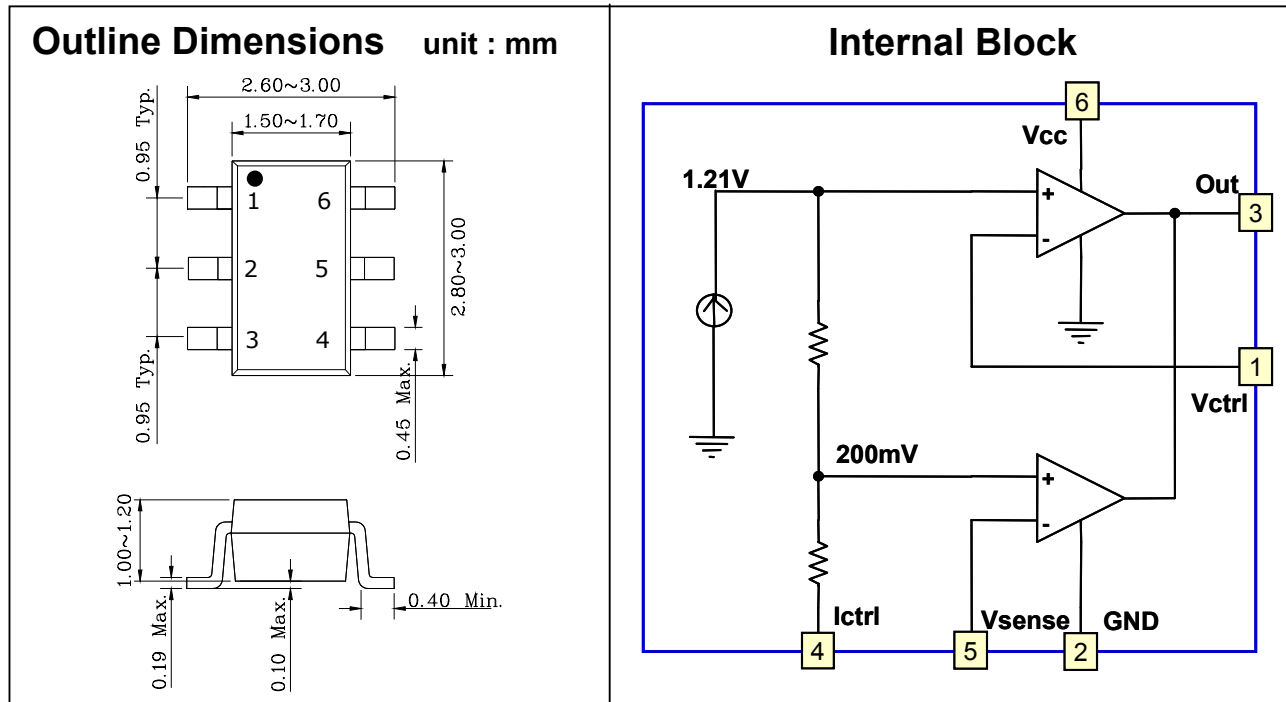 Outline Dimensions unit : mm
2.60~3.00
1.50~1.70
0.95 Typ.
0.95 Typ.
1 6
2 5
3 4
2.80~3.00
0.45 Max.
1.00~1.20
0.19 Max.
0.10 Max.
0.40 Min.
Internal Block
6
Vcc
1.21V
+
-
Out
3
1
Vctrl
200mV
+
-
Ictrl
4
Vsense
5
GND
2